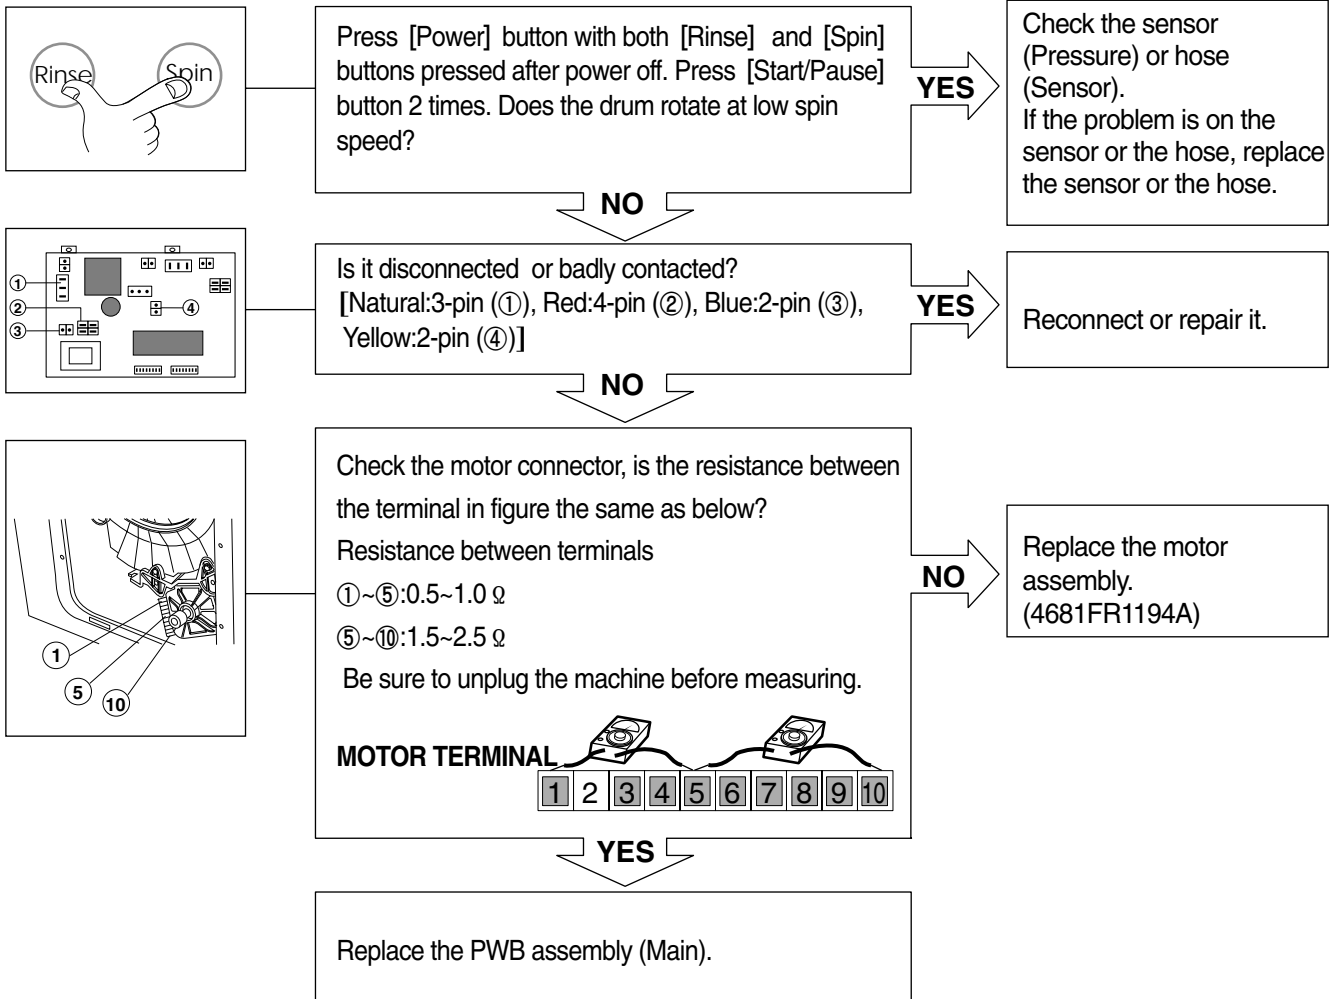 Rinse
Spin
Press [Power] button with both [Rinse] and [Spin]
buttons pressed after power off. Press [Start/Pause]
button 2 times. Does the drum rotate at low spin
speed?
YES
Check the sensor
(Pressure) or hose
(Sensor).
If the problem is on the
sensor or the hose, replace
the sensor or the hose.
NO
①
②
③
④
Is it disconnected or badly contacted?
[Natural:3-pin (①), Red:4-pin (②), Blue:2-pin (③),
Yellow:2-pin (④)]
YES
Reconnect or repair it.
NO
①
⑤
⑩
Check the motor connector, is the resistance between
the terminal in figure the same as below?
Resistance between terminals
①~⑤:0.5~1.0 Ω
⑤~⑩:1.5~2.5 Ω
Be sure to unplug the machine before measuring.
MOTOR TERMINAL
1 2 3 4 5 6 7 8 9 10
NO
Replace the motor
assembly.
(4681FR1194A)
YES
Replace the PWB assembly (Main).